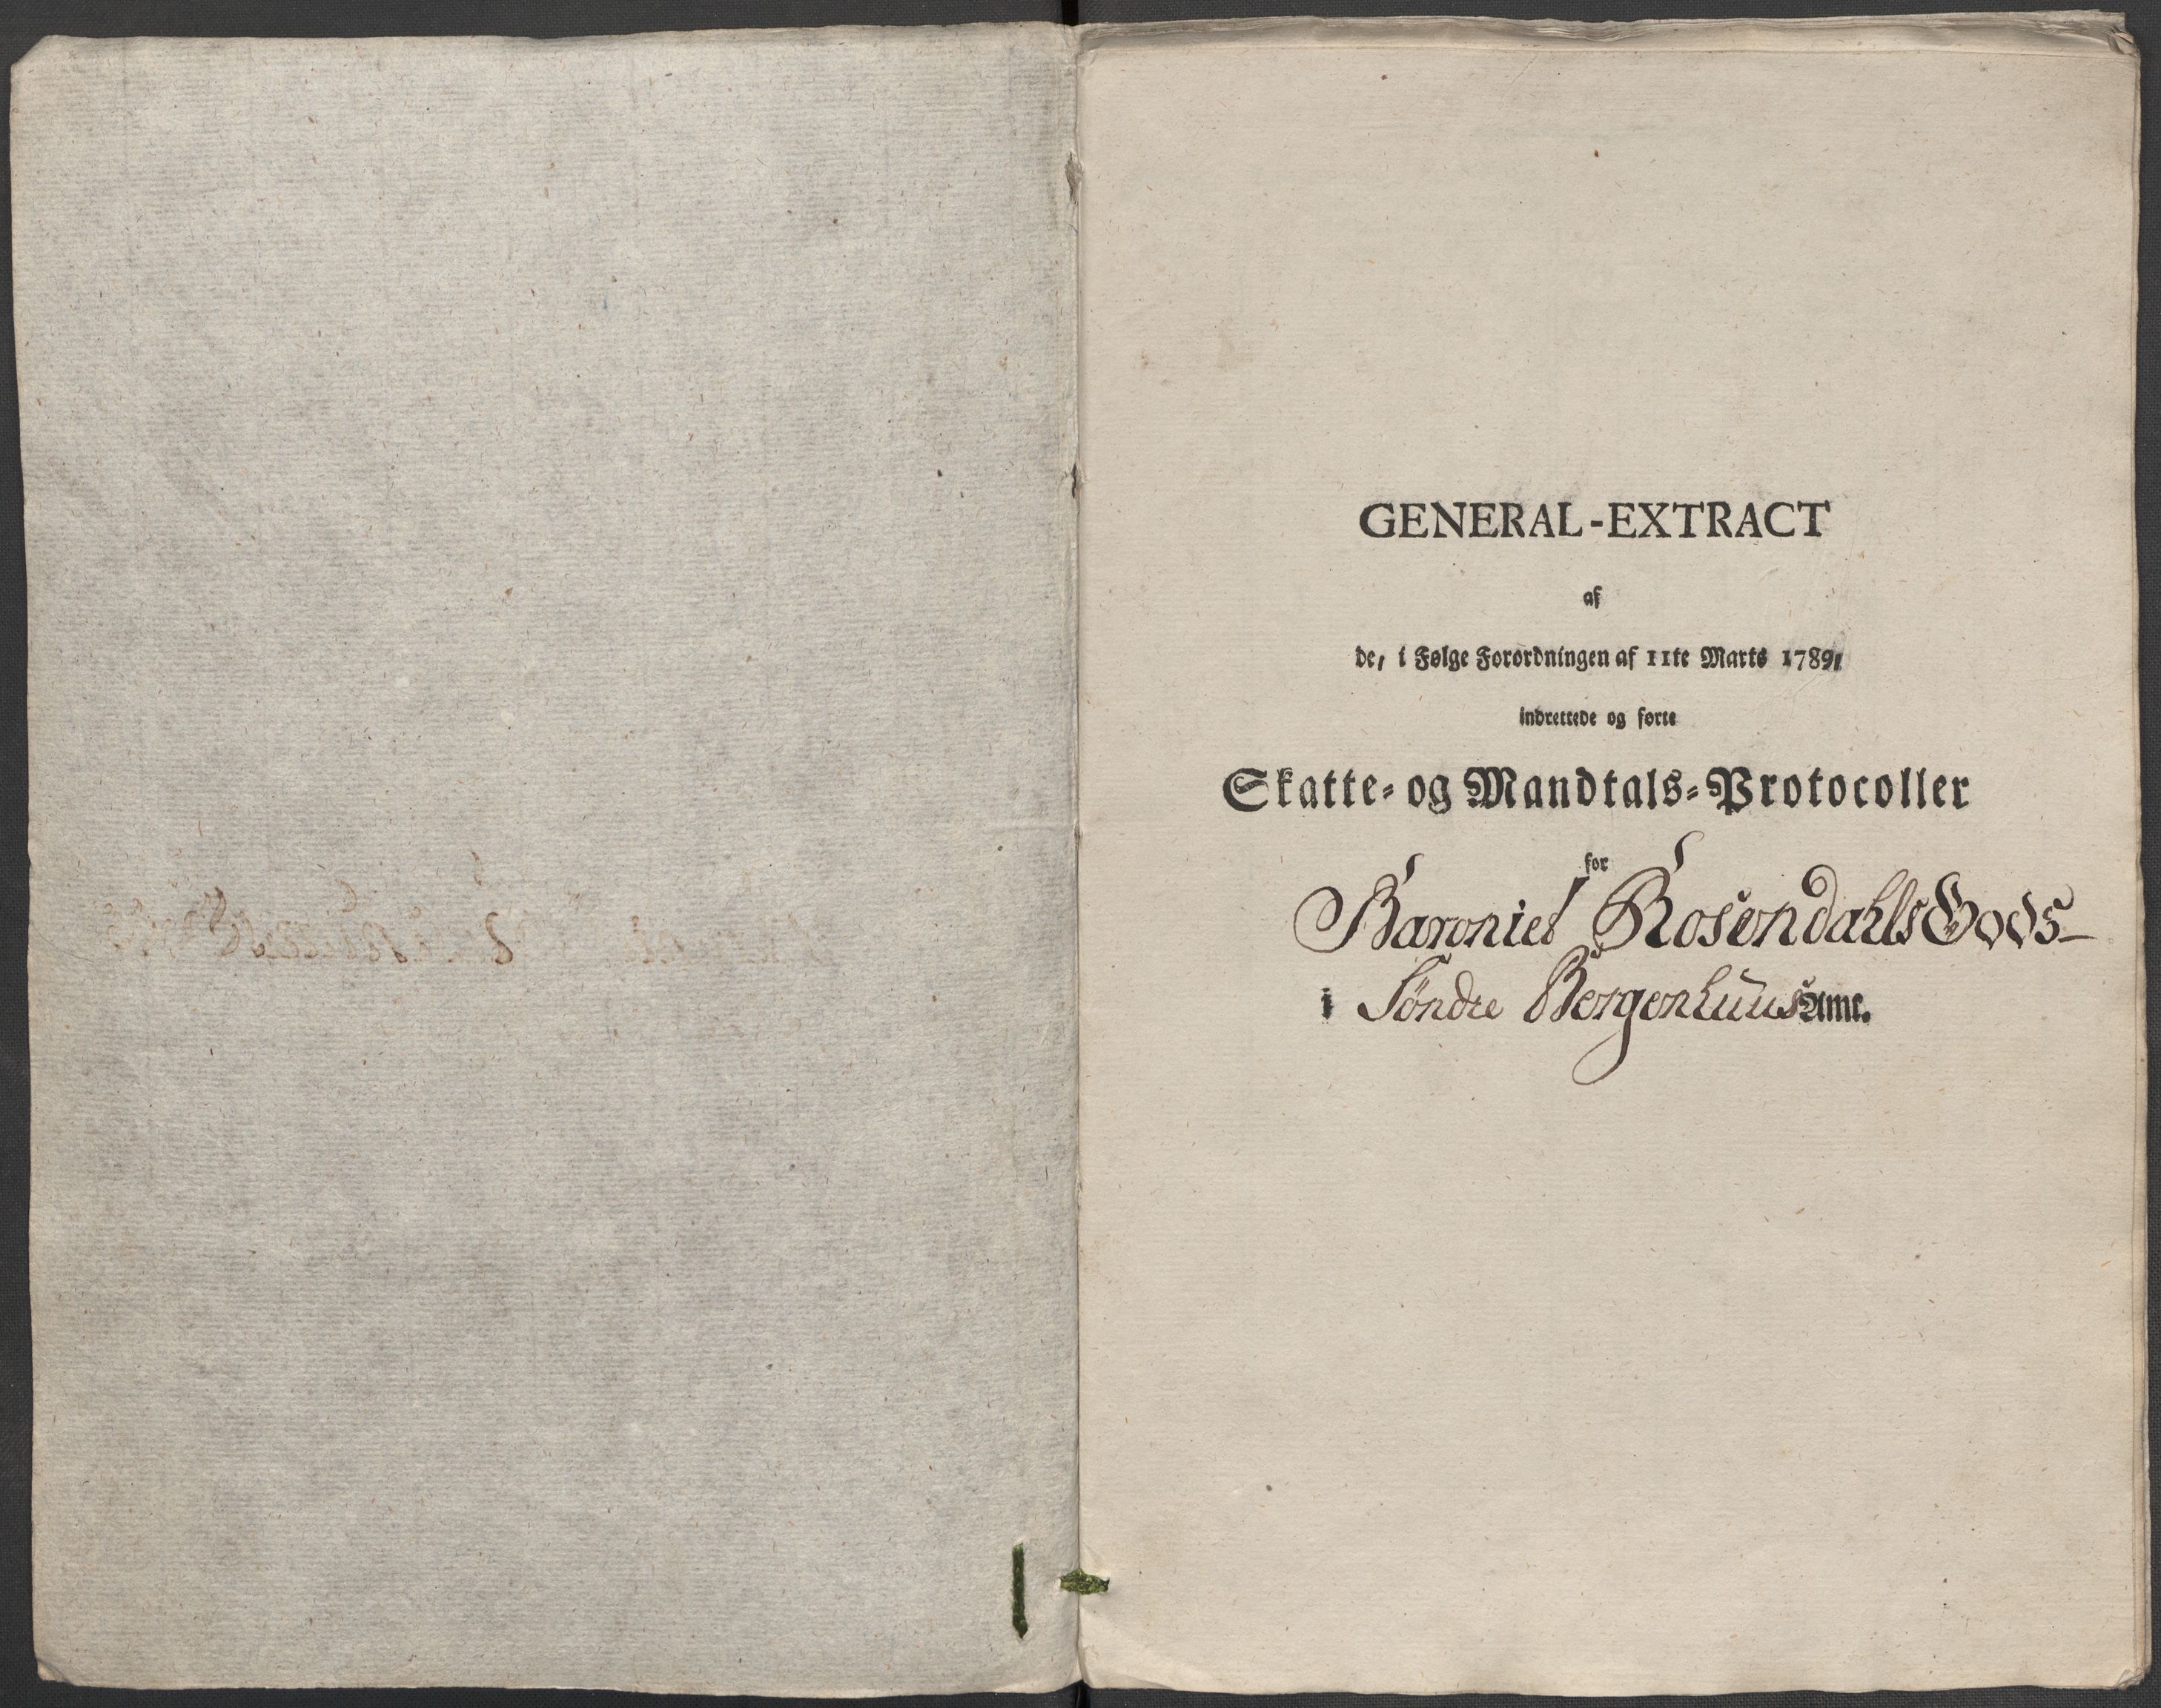 GENERAL-EXTRACT
af
de, i Følge Forordningen af 11te Marts 1789,
indrettede og førte
Skatte- og Mandtals-Protocoller
for
Baroniet Rosendahls Gods
i Søndre Bergenhuus Amt.